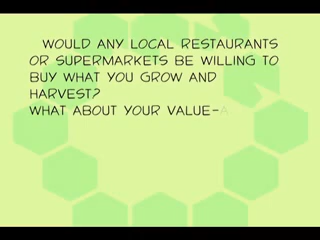 WOULD ANY LOCAL RESTAURANTS
OR SUPERMARKETS BE WILLING TO
BUY WHAT YOU GROW AND
HARVEST?
WHAT ABOUT YOUR VALUE-A